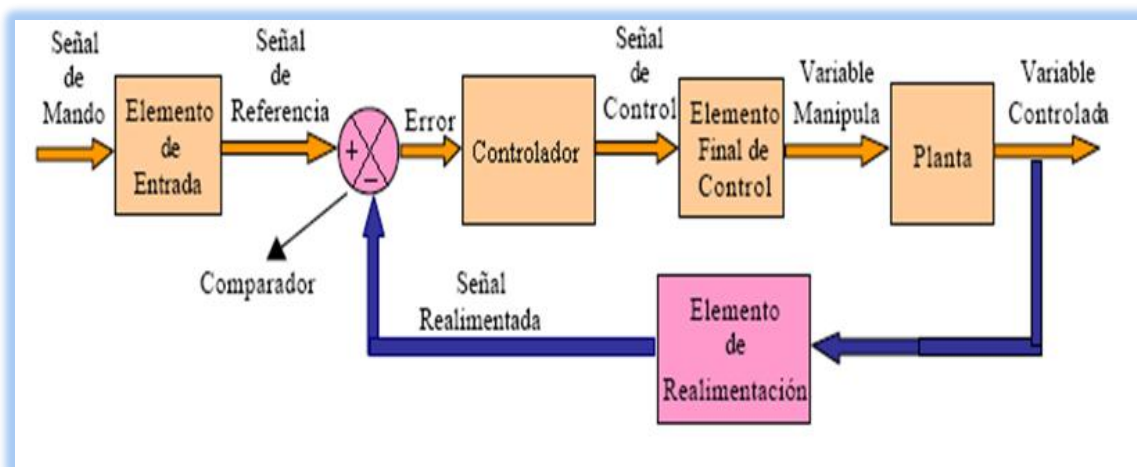 Señal
de
Mando
Elemento
de
Entrada
Señal
de
Referencia
Error
Controlador
Señal
de
Control
Elemento
Final de
Control
Variable
Manipula
Planta
Variable
Controlada
+
−
Comparador
Señal
Realimentada
Elemento
de
Realimentación